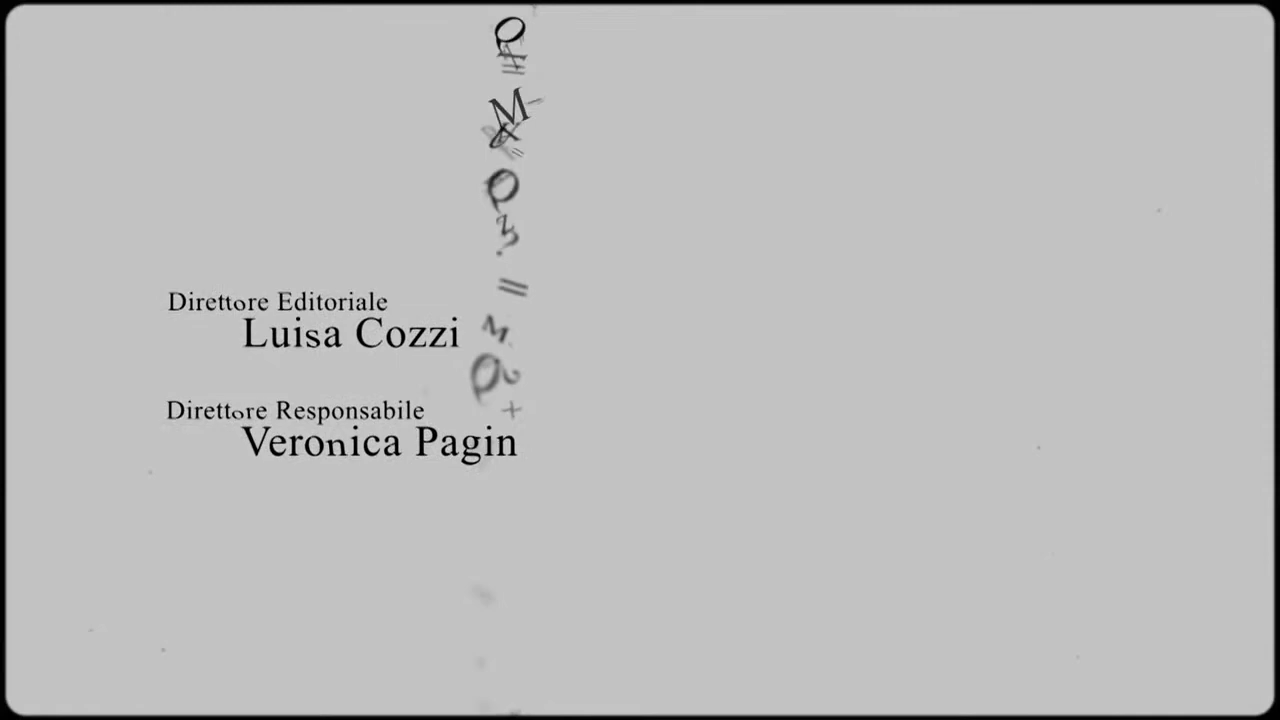 Direttore Editoriale
Luisa Cozzi
Direttore Responsabile
Veronica Pagin